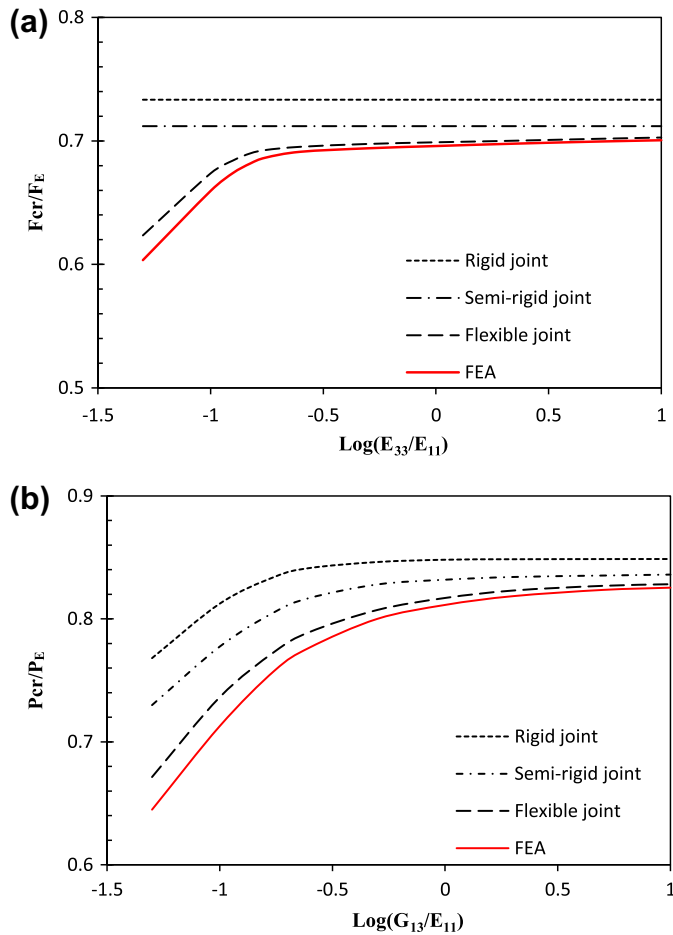 (a)
0.8
0.7
0.6
0.5
Fcr/FE
Rigid joint
Semi-rigid joint
Flexible joint
FEA
-1.5 -1 -0.5 0 0.5 1
Log(E33/E11)
(b)
0.9
0.8
0.7
0.6
Pcr/PE
Rigid joint
Semi-rigid joint
Flexible joint
FEA
-1.5 -1 -0.5 0 0.5 1
Log(G13/E11)